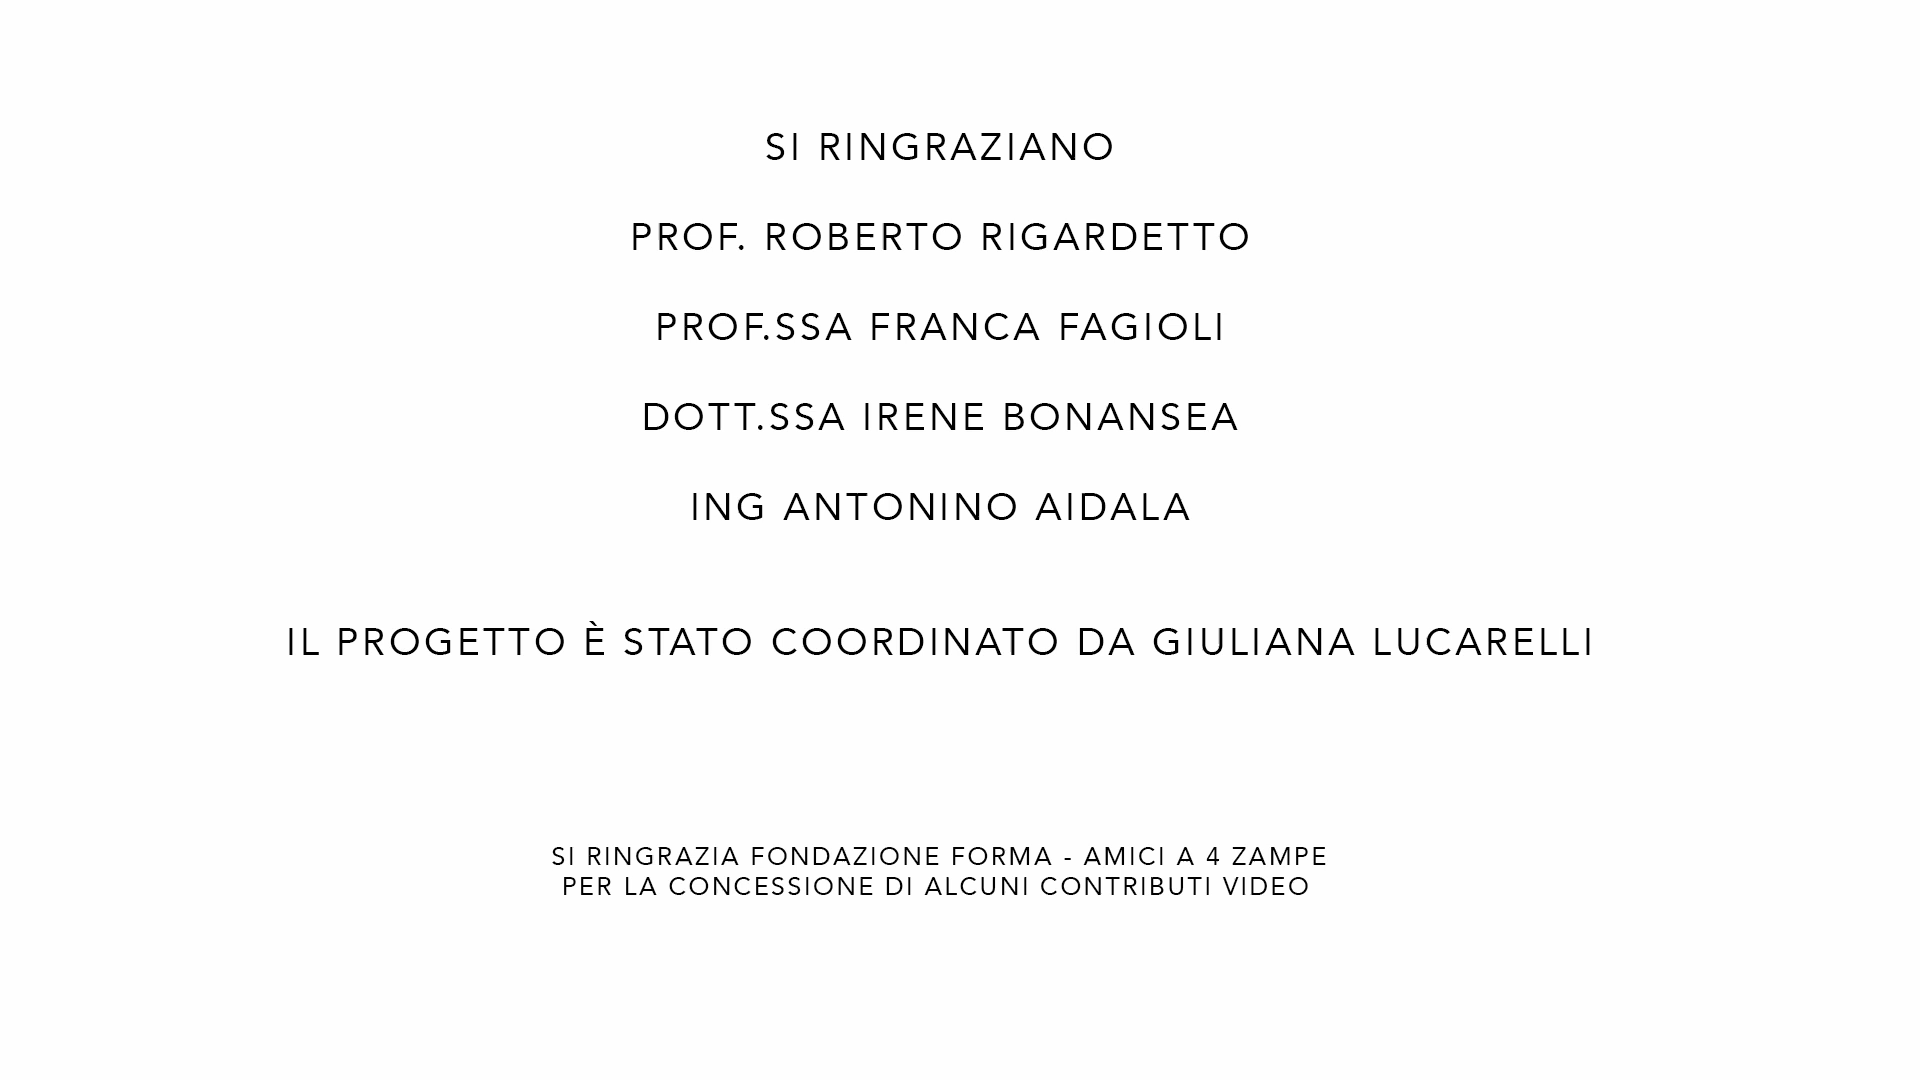 SI RINGRAZIANO
PROF. ROBERTO RIGARDETTO
PROF.SSA FRANCA FAGIOLI
DOTT.SSA IRENE BONANSEA
ING ANTONINO AIDALA
IL PROGETTO È STATO COORDINATO DA GIULIANA LUCARELLI
SI RINGRAZIA FONDAZIONE FORMA - AMICI A 4 ZAMPE
PER LA CONCESSIONE DI ALCUNI CONTRIBUTI VIDEO